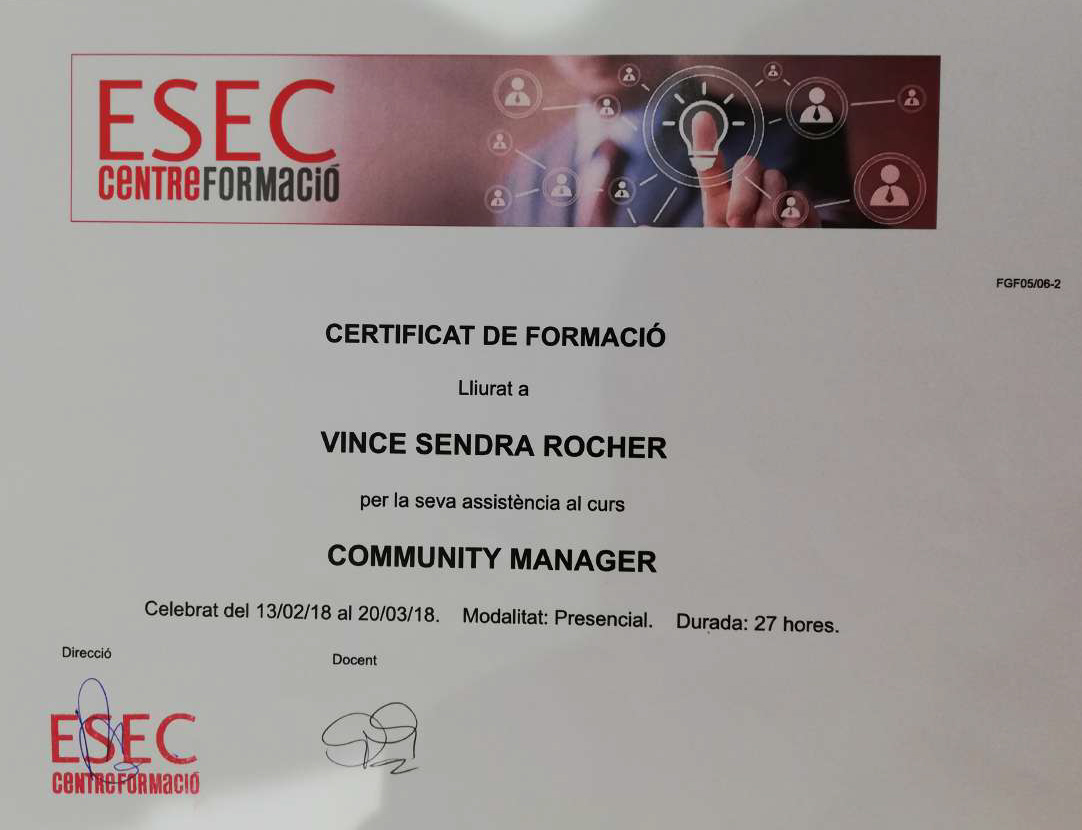 ESEC
CENTREFORMACIÓ
FGF05/06-2
CERTIFICAT DE FORMACIÓ
Lliurat a
VINCE SENDRA ROCHER
per la seva assistència al curs
COMMUNITY MANAGER
Celebrat del 13/02/18 al 20/03/18. Modalitat: Presencial. Durada: 27 hores.
Direcció
Docent
ESEC
CENTREFORMACIÓ